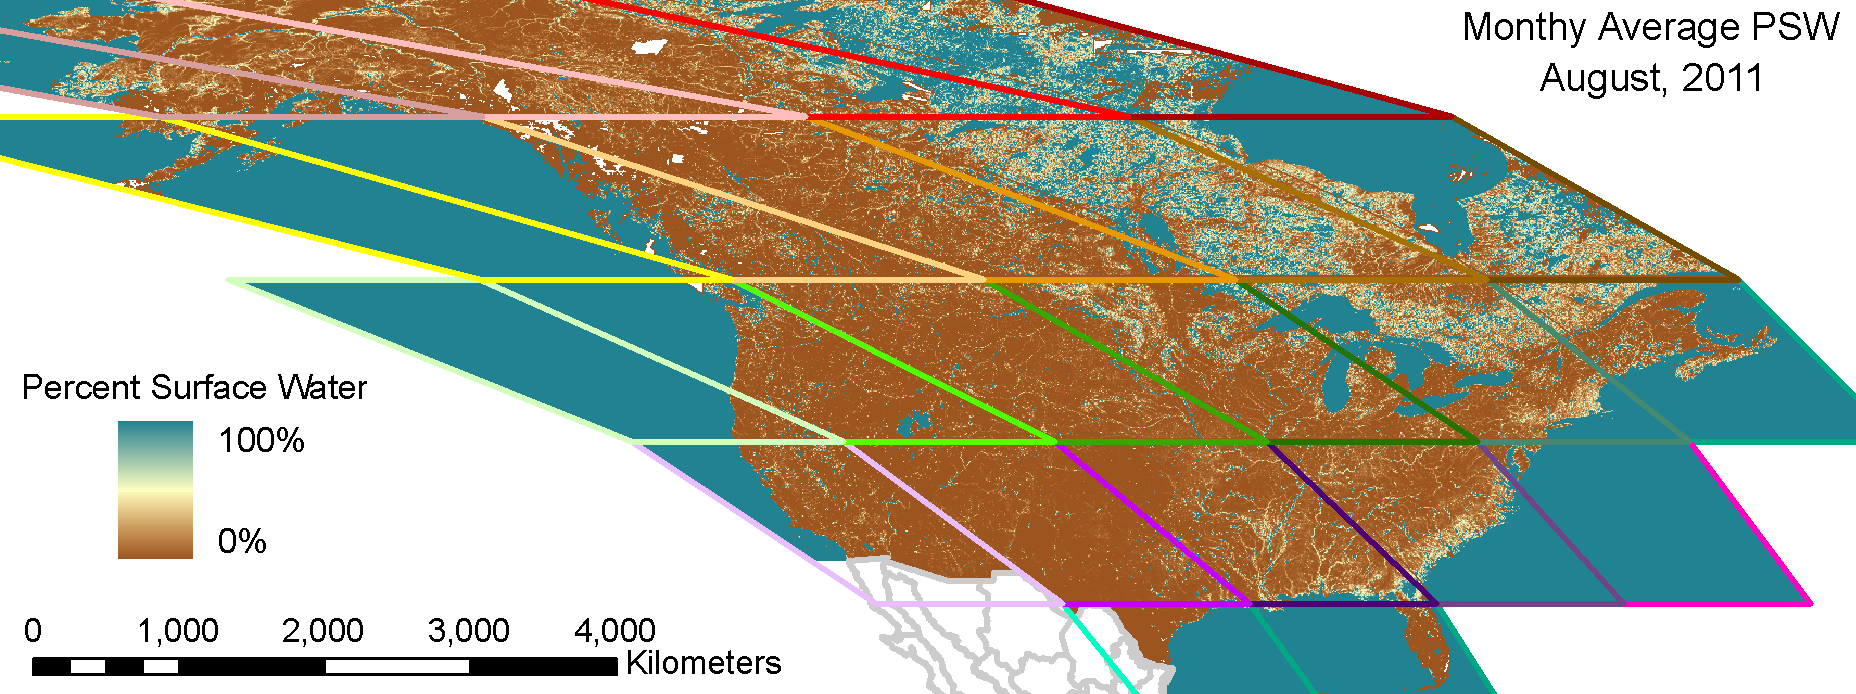 Monthy Average PSW
August, 2011
Percent Surface Water
100%
0%
0 1,000 2,000 3,000 4,000
Kilometers